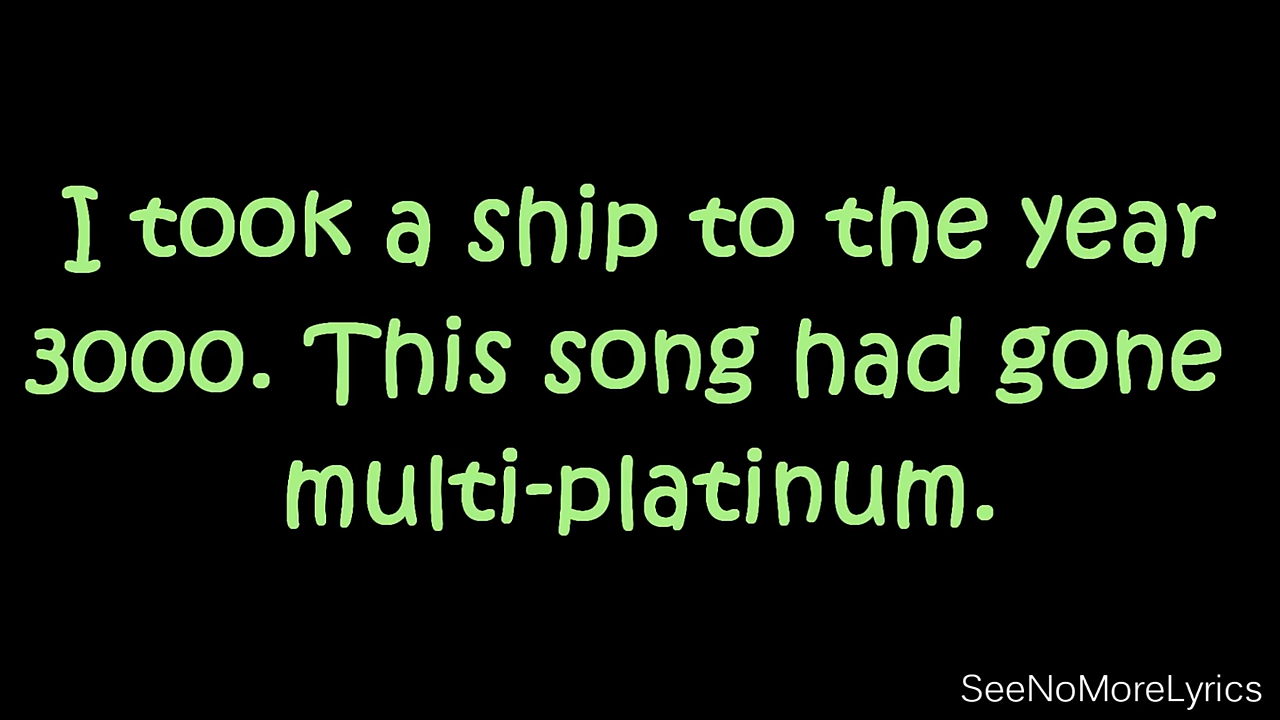 I took a ship to the year
3000. This song had gone
multi-platinum.
SeeNoMoreLyrics